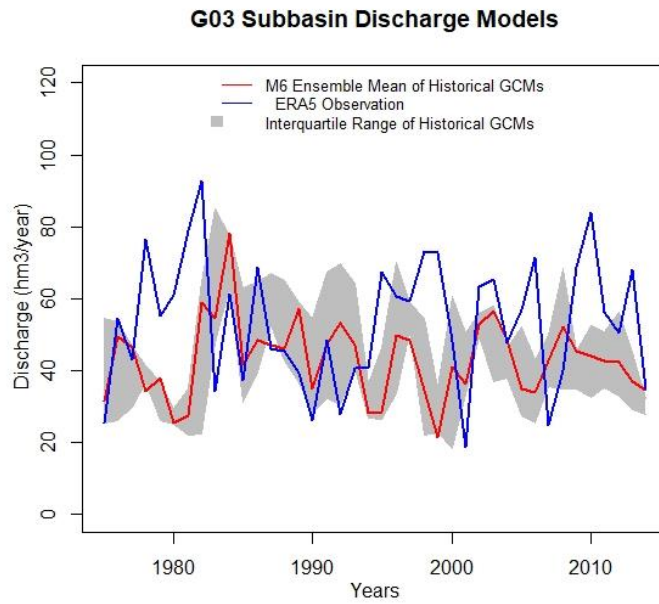 G03 Subbasin Discharge Models
M6 Ensemble Mean of Historical GCMs
ERA5 Observation
Interquartile Range of Historical GCMs
120
100
80
60
40
20
0
Discharge (hm3/year)
1980 1990 2000 2010
Years